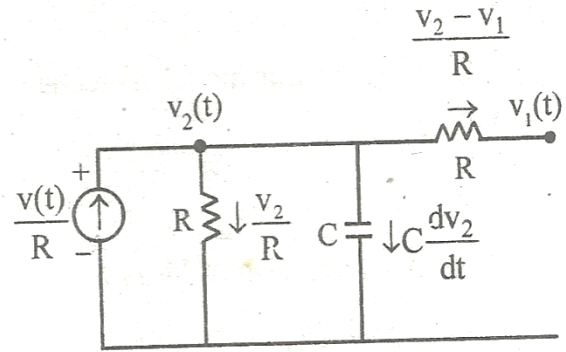 v₂ − v₁
R
v₂(t)
v₁(t)
R
+
v(t)
R
−
R
v₂
R
C
C dv₂
dt